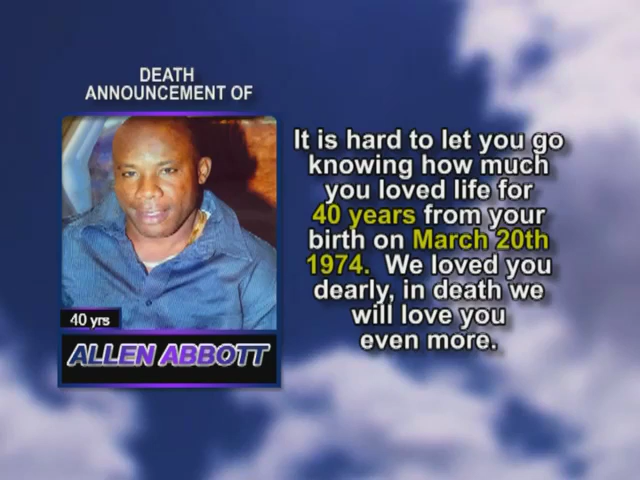 DEATH
ANNOUNCEMENT OF
40 yrs
ALLEN ABBOTT
It is hard to let you go
knowing how much
you loved life for
40 years from your
birth on March 20th
1974. We loved you
dearly, in death we
will love you
even more.